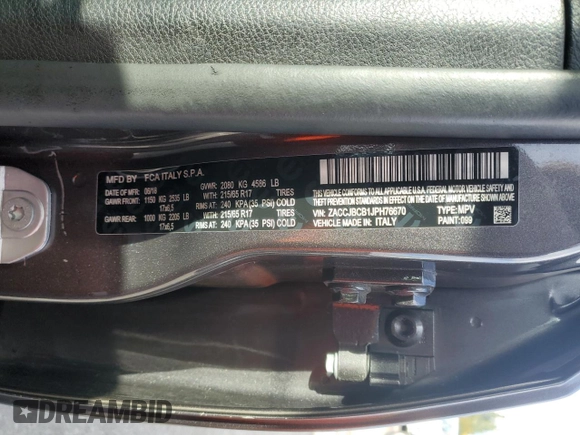 MFD BY FCA ITALY S.P.A.
DATE OF MFR 06/18 GVWR: 2080 KG 4586 LB
GAWR FRONT: 1150 KG 2535 LB WITH: 215/65 R17 TIRES
17x6,5 RIMS AT: 240 KPA(35 PSI) COLD
GAWR REAR: 1000 KG 2205 LB WITH: 215/65 R17 TIRES
17x6,5 RIMS AT: 240 KPA(35 PSI) COLD
THIS VEHICLE CONFORMS TO ALL APPLICABLE U.S.A. FEDERAL MOTOR
VEHICLE SAFETY, BUMPER, AND THEFT PREVENTION STANDARDS
IN EFFECT ON THE DATE OF MANUFACTURE SHOWN ABOVE.
VIN: ZACCJBCB1JPH76670 TYPE: MPV
VEHICLE MADE IN: ITALY PAINT: 099
DREAMBID